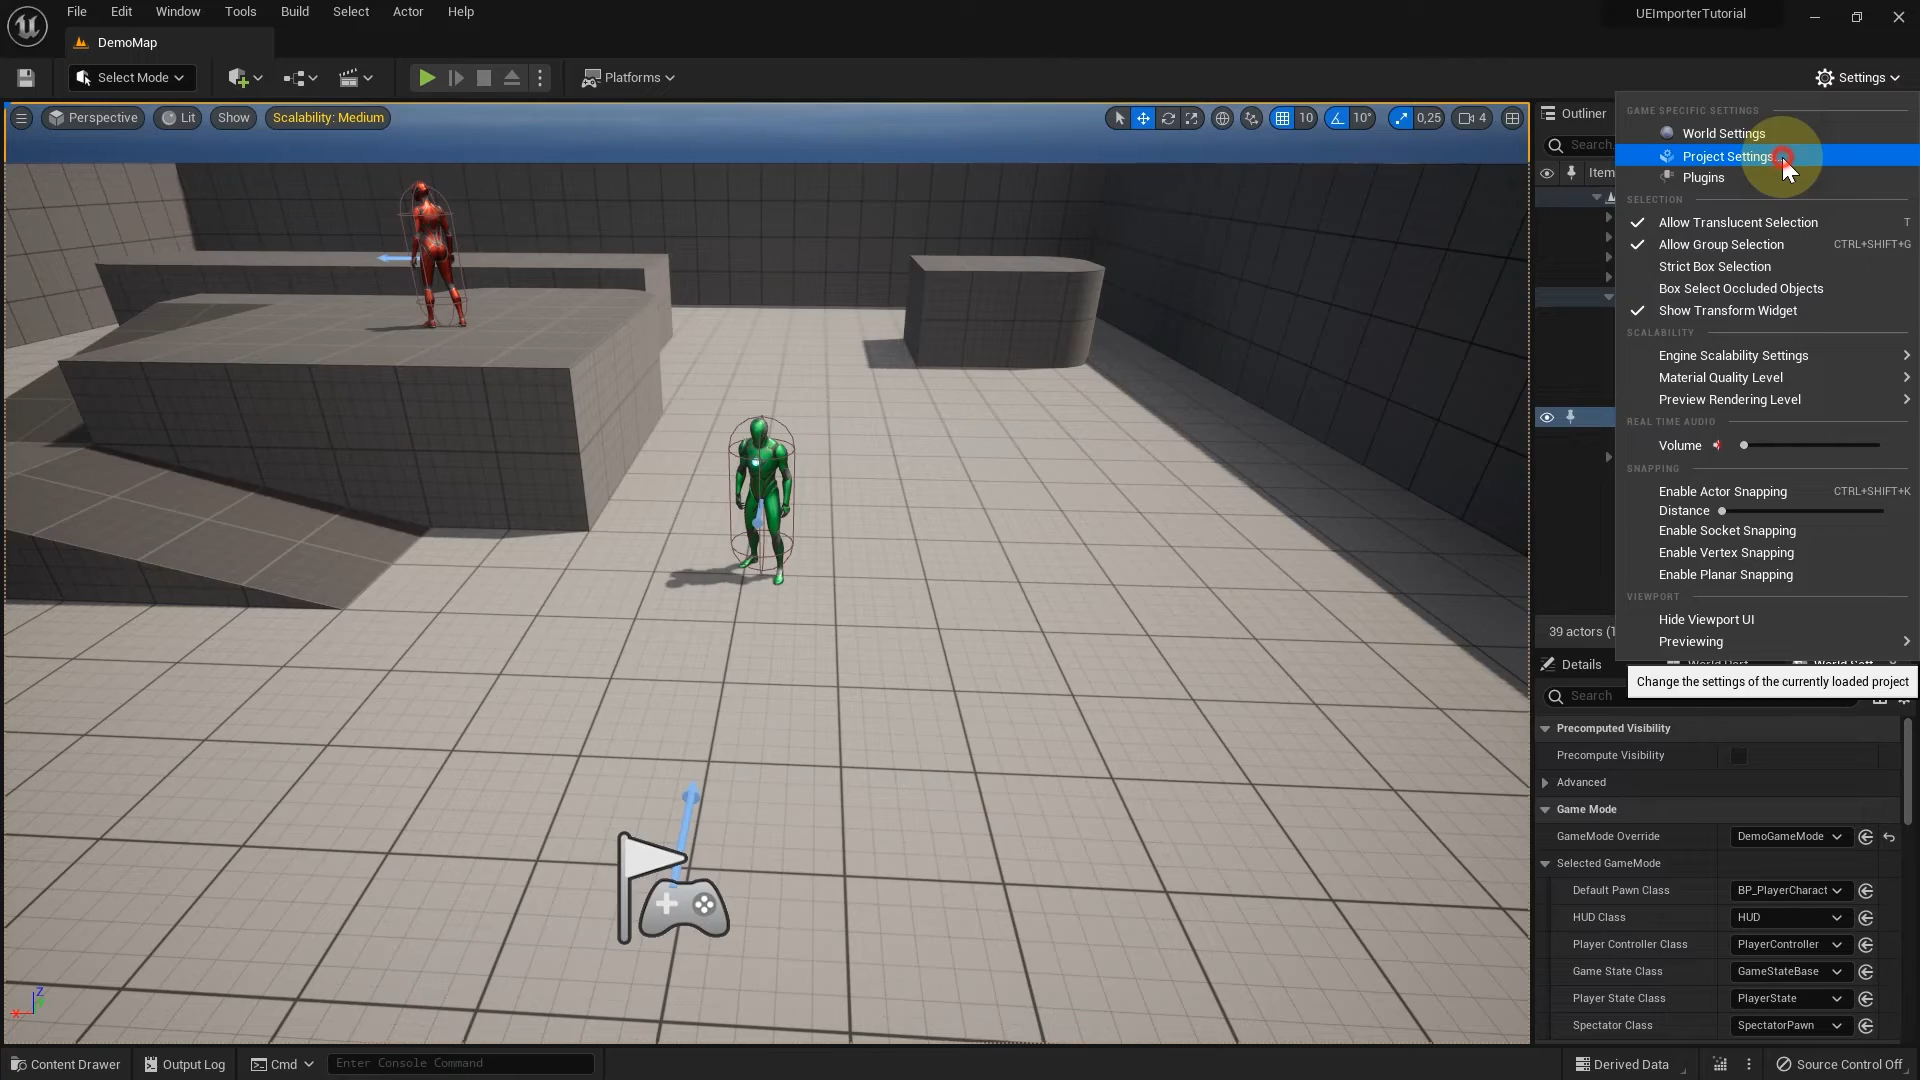 File Edit Window Tools Build Select Actor Help
UEImporterTutorial
DemoMap
Select Mode
Platforms
Settings
Perspective
Lit
Show
Scalability: Medium
10
10°
0,25
4
Outliner
Search
Item
GAME SPECIFIC SETTINGS
World Settings
Project Settings...
Plugins
SELECTION
Allow Translucent Selection T
Allow Group Selection CTRL+SHIFT+G
Strict Box Selection
Box Select Occluded Objects
Show Transform Widget
SCALABILITY
Engine Scalability Settings
Material Quality Level
Preview Rendering Level
REAL TIME AUDIO
Volume
SNAPPING
Enable Actor Snapping CTRL+SHIFT+K
Distance
Enable Socket Snapping
Enable Vertex Snapping
Enable Planar Snapping
VIEWPORT
Hide Viewport UI
Previewing
39 actors (1
Details
Change the settings of the currently loaded project
Search
Precomputed Visibility
Precompute Visibility
Advanced
Game Mode
GameMode Override DemoGameMode
Selected GameMode
Default Pawn Class BP_PlayerCharact
HUD Class HUD
Player Controller Class PlayerController
Game State Class GameStateBase
Player State Class PlayerState
Spectator Class SpectatorPawn
Z
X
Content Drawer
Output Log
Cmd
Enter Console Command
Derived Data
Source Control Off